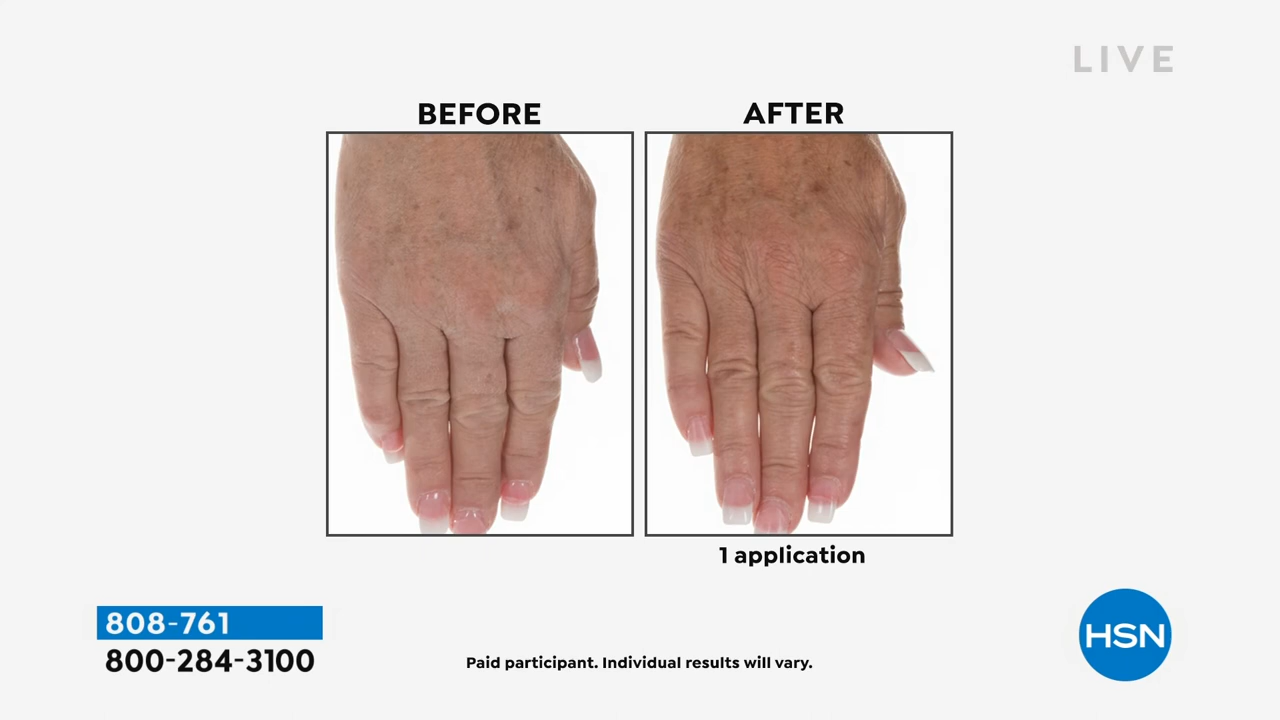 LIVE
BEFORE
AFTER
1 application
808-761
800-284-3100
Paid participant. Individual results will vary.
HSN